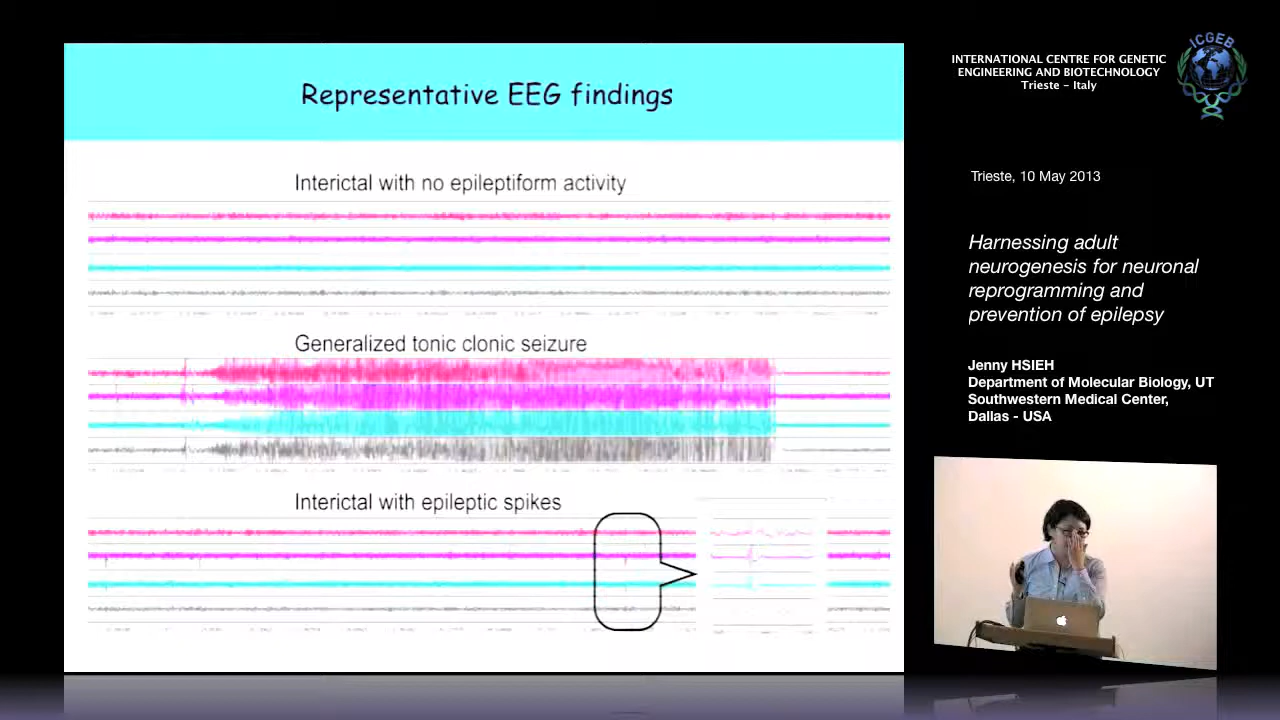 Representative EEG findings
Interictal with no epileptiform activity
Generalized tonic clonic seizure
Interictal with epileptic spikes
INTERNATIONAL CENTRE FOR GENETIC
ENGINEERING AND BIOTECHNOLOGY
Trieste - Italy
ICGEB
Trieste, 10 May 2013
Harnessing adult
neurogenesis for neuronal
reprogramming and
prevention of epilepsy
Jenny HSIEH
Department of Molecular Biology, UT
Southwestern Medical Center,
Dallas - USA